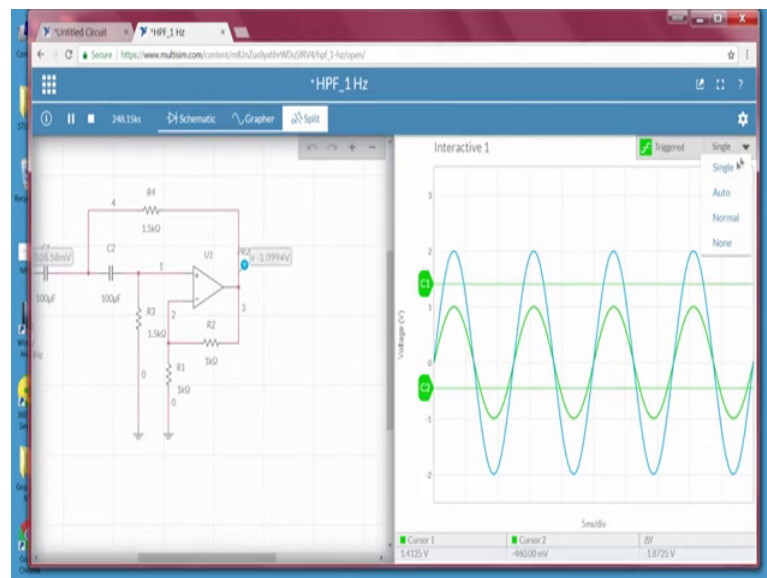 *Untitled Circuit × *HPF_1 Hz ×
Secure https://www.multisim.com/content/
*HPF_1 Hz
248.15ks Schematic Grapher Split
Interactive 1 Triggered Single
Single
Auto
Normal
None
R4
4
1.5kΩ
C1 C2
U1
PR2
v -1.0994V
1
100µF 100µF
R3
1.5kΩ
2
R2
1kΩ
3
R1
1kΩ
0
0
Voltage (V)
3
2
1
0
-1
-2
C1
C2
5ms/div
Cursor 1 Cursor 2 ΔY
1.4125 V -460.00 mV -1.8725 V